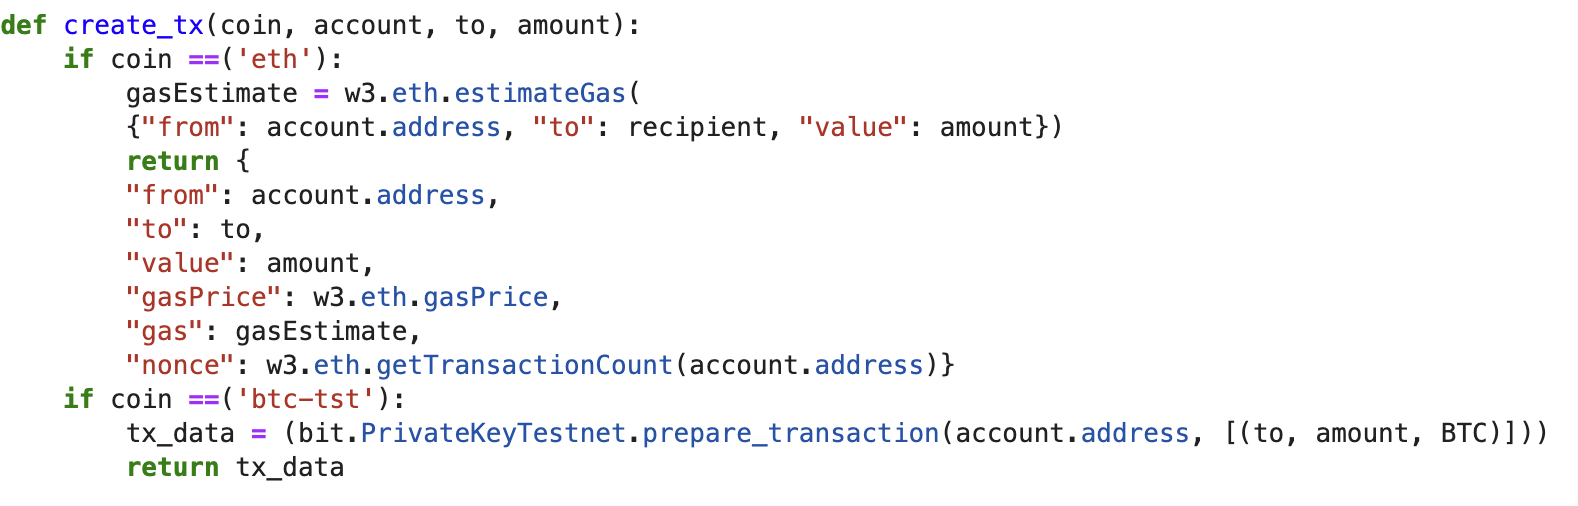 def create_tx(coin, account, to, amount):
    if coin ==('eth'):
        gasEstimate = w3.eth.estimateGas(
        {"from": account.address, "to": recipient, "value": amount})
        return {
        "from": account.address,
        "to": to,
        "value": amount,
        "gasPrice": w3.eth.gasPrice,
        "gas": gasEstimate,
        "nonce": w3.eth.getTransactionCount(account.address)}
    if coin ==('btc-tst'):
        tx_data = (bit.PrivateKeyTestnet.prepare_transaction(account.address, [(to, amount, BTC)]))
        return tx_data